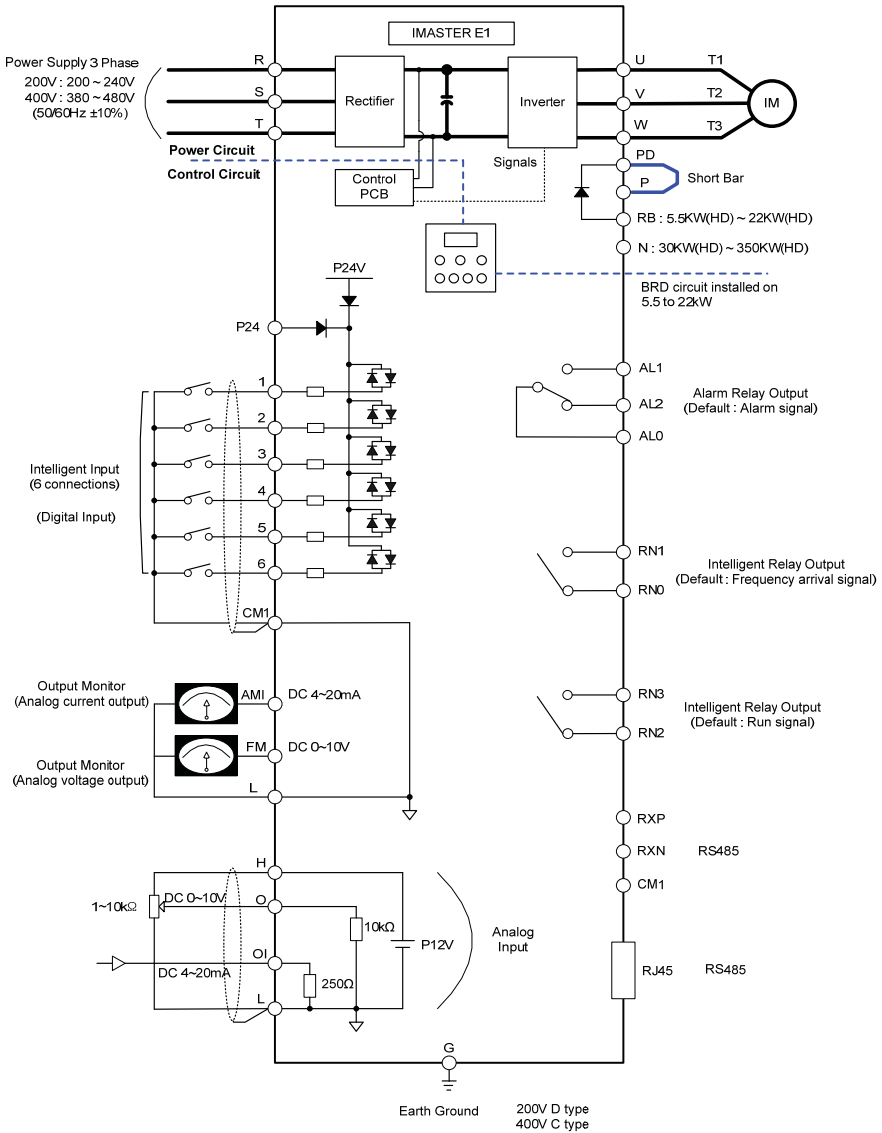 IMASTER E1
Power Supply 3 Phase
200V : 200 ~ 240V
400V : 380 ~ 480V
(50/60Hz ±10%)
R
S
T
Rectifier
Inverter
U
V
W
T1
T2
T3
IM
Power Circuit
Control Circuit
Signals
Control
PCB
PD
P
Short Bar
RB : 5.5KW(HD) ~ 22KW(HD)
N : 30KW(HD) ~ 350KW(HD)
BRD circuit installed on
5.5 to 22kW
P24V
P24
1
2
3
4
5
6
CM1
Intelligent Input
(6 connections)
(Digital Input)
AL1
AL2
AL0
Alarm Relay Output
(Default : Alarm signal)
RN1
RN0
Intelligent Relay Output
(Default : Frequency arrival signal)
Output Monitor
(Analog current output)
AMI
DC 4~20mA
Output Monitor
(Analog voltage output)
FM
DC 0~10V
L
RN3
RN2
Intelligent Relay Output
(Default : Run signal)
RXP
RXN
RS485
CM1
H
1~10kΩ
DC 0~10V
O
10kΩ
P12V
Analog
Input
OI
DC 4~20mA
250Ω
L
RJ45
RS485
G
Earth Ground
200V D type
400V C type